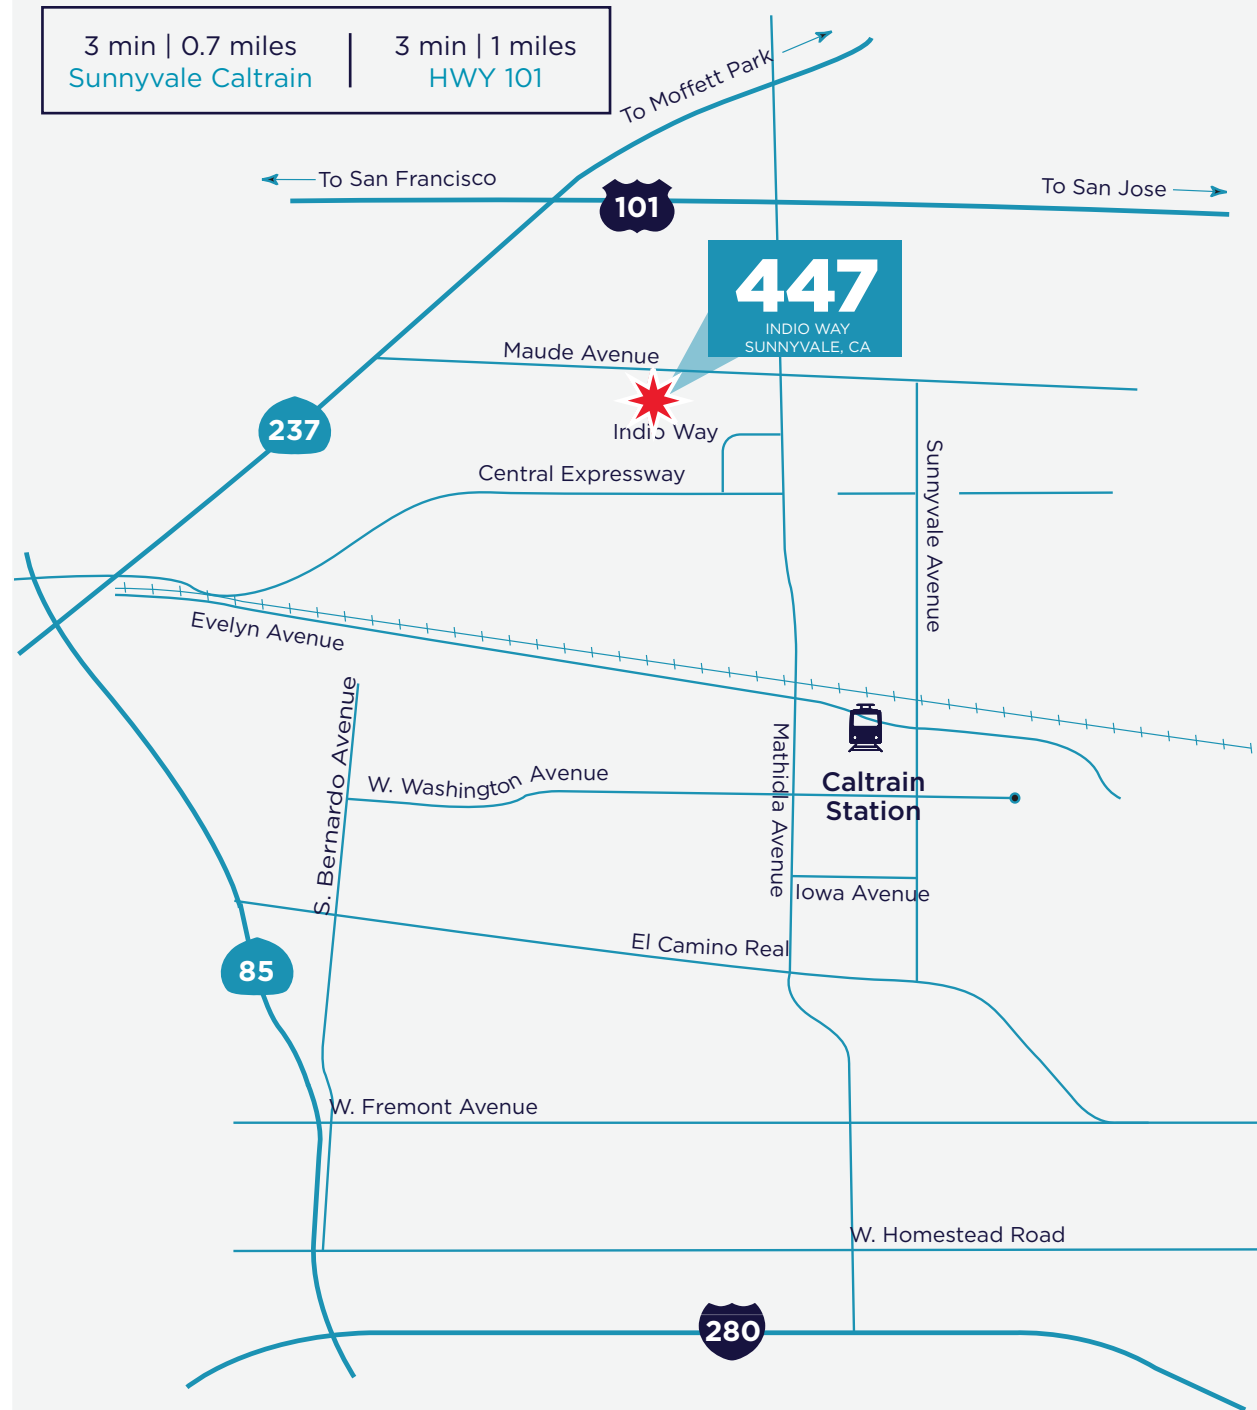 3 min | 0.7 miles
Sunnyvale Caltrain
3 min | 1 miles
HWY 101
To Moffett Park
To San Francisco
To San Jose
101
447
INDIO WAY
SUNNYVALE, CA
Maude Avenue
237
Indio Way
Central Expressway
Sunnyvale Avenue
Evelyn Avenue
S. Bernardo Avenue
W. Washington Avenue
Mathidla Avenue
Caltrain
Station
Iowa Avenue
El Camino Real
85
W. Fremont Avenue
W. Homestead Road
280